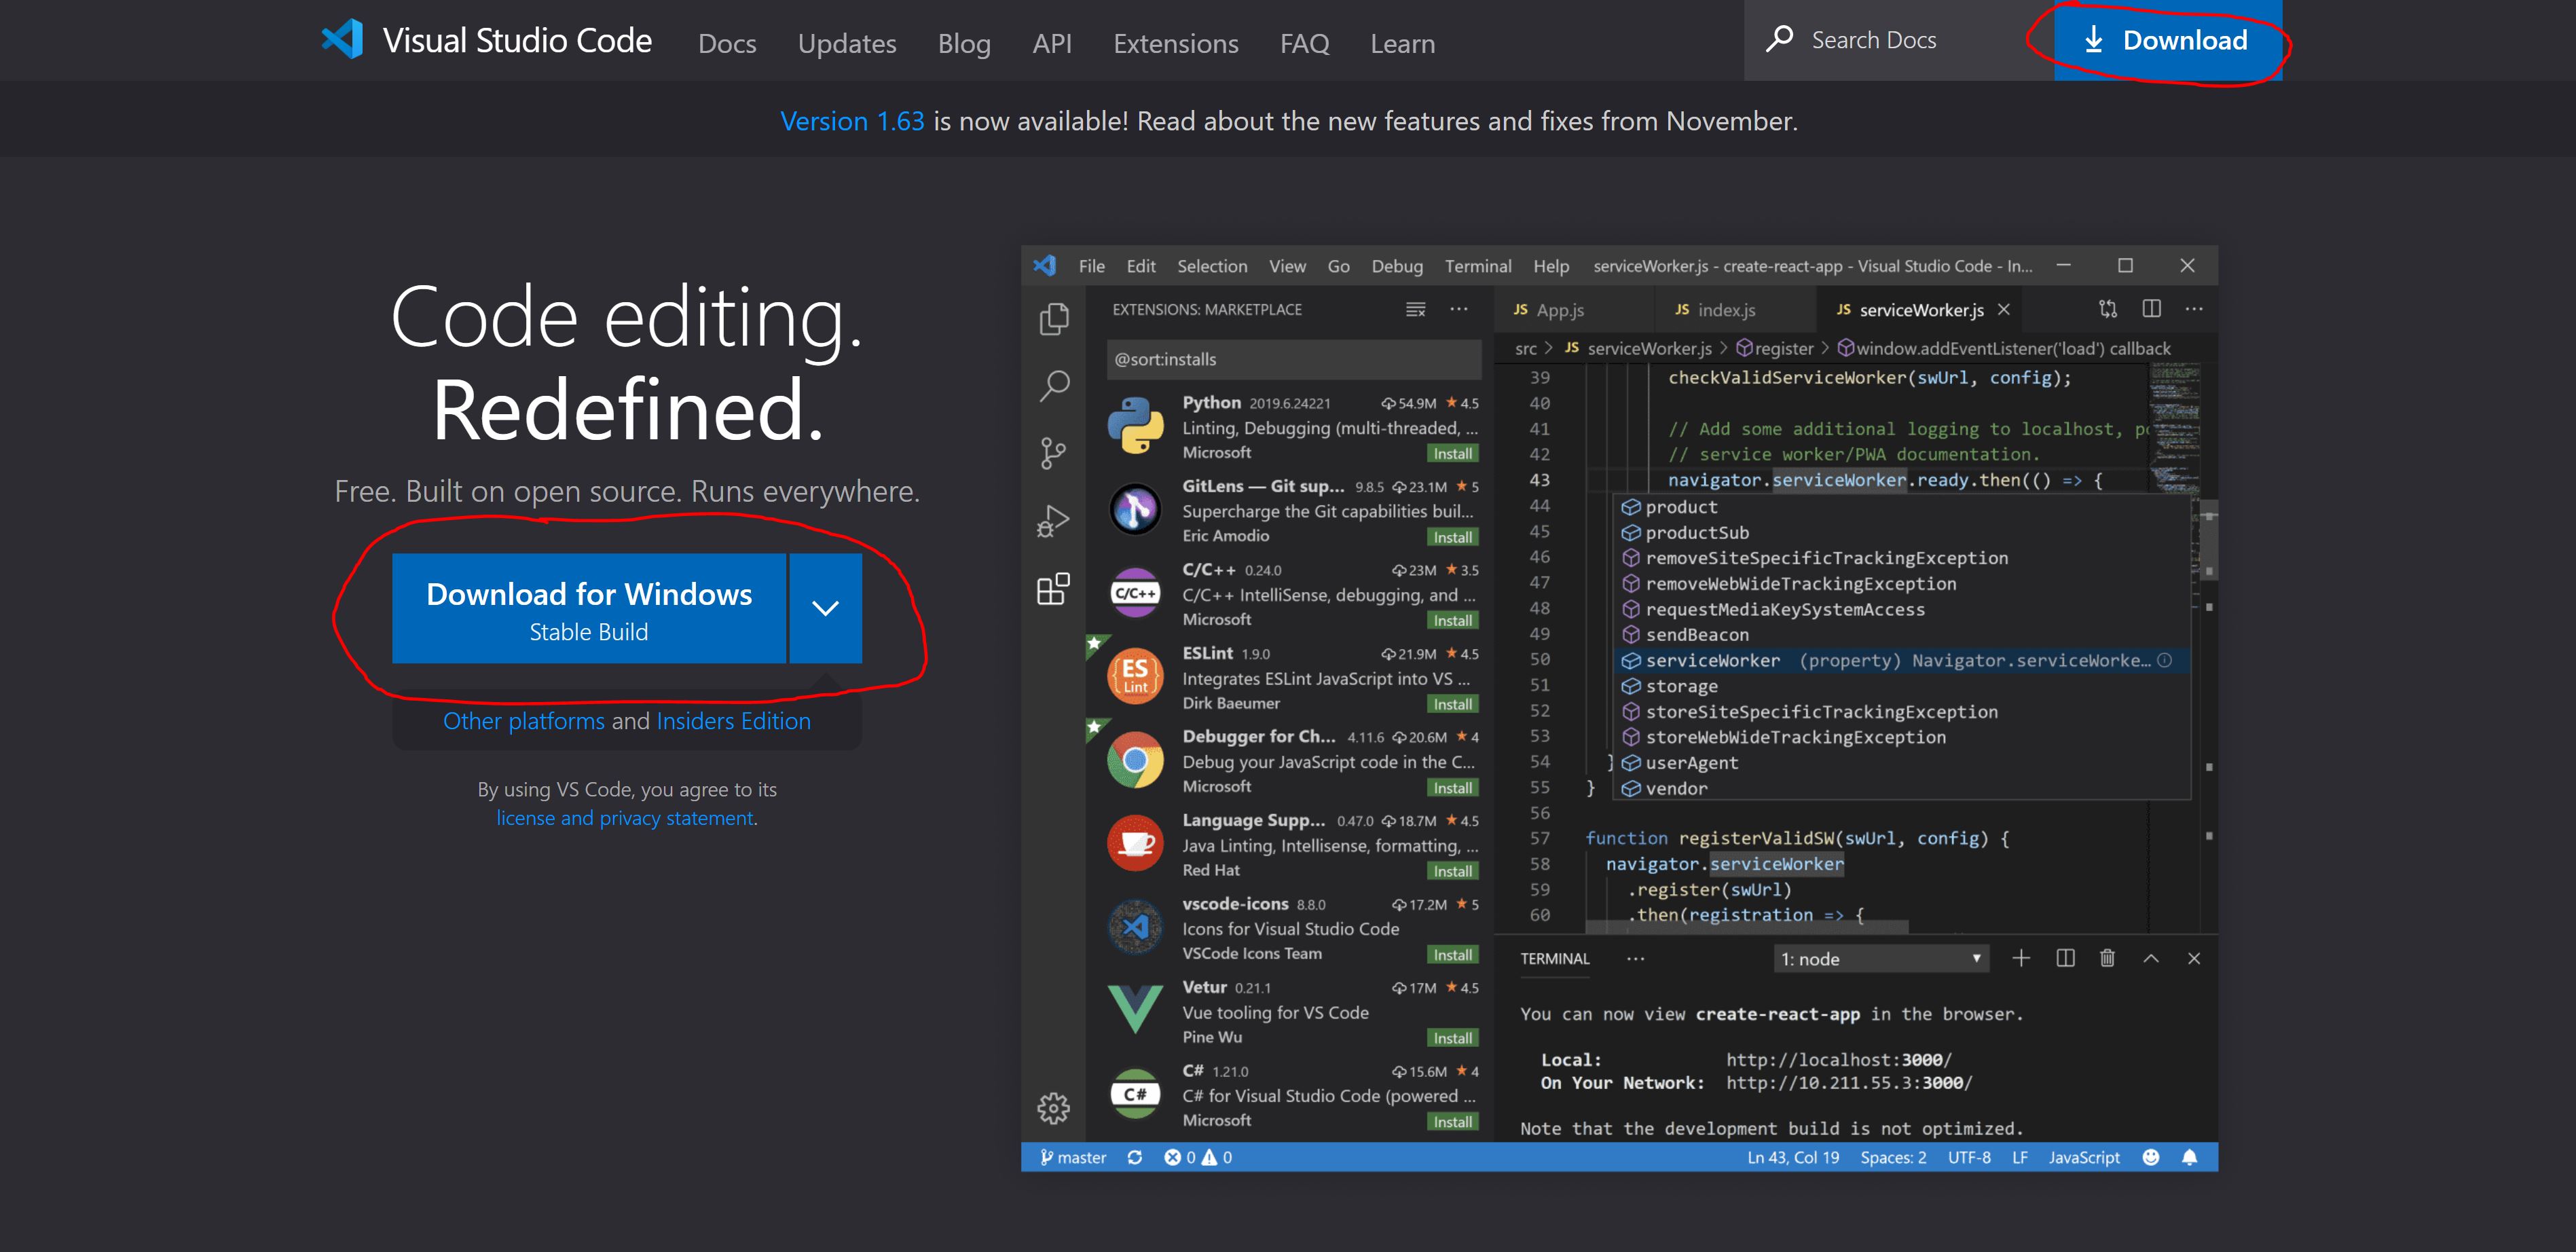 Visual Studio Code Docs Updates Blog API Extensions FAQ Learn Search Docs Download
Version 1.63 is now available! Read about the new features and fixes from November.
Code editing.
Redefined.
Free. Built on open source. Runs everywhere.
Download for Windows
Stable Build
Other platforms and Insiders Edition
By using VS Code, you agree to its
license and privacy statement.
File Edit Selection View Go Debug Terminal Help serviceWorker.js - create-react-app - Visual Studio Code - In...
EXTENSIONS: MARKETPLACE
@sort:installs
Python 2019.6.24221 54.9M ★ 4.5
Linting, Debugging (multi-threaded, ...
Microsoft Install
GitLens — Git sup... 9.8.5 23.1M ★ 5
Supercharge the Git capabilities buil...
Eric Amodio Install
C/C++
C/C++ 0.24.0 23M ★ 3.5
C/C++ IntelliSense, debugging, and ...
Microsoft Install
ES
Lint
ESLint 1.9.0 21.9M ★ 4.5
Integrates ESLint JavaScript into VS ...
Dirk Baeumer Install
Debugger for Ch... 4.11.6 20.6M ★ 4
Debug your JavaScript code in the C...
Microsoft Install
Language Supp... 0.47.0 18.7M ★ 4.5
Java Linting, Intellisense, formatting, ...
Red Hat Install
vscode-icons 8.8.0 17.2M ★ 5
Icons for Visual Studio Code
VSCode Icons Team Install
Vetur 0.21.1 17M ★ 4.5
Vue tooling for VS Code
Pine Wu Install
C#
C# 1.21.0 15.6M ★ 4
C# for Visual Studio Code (powered ...
Microsoft Install
JS App.js JS index.js JS serviceWorker.js
src > JS serviceWorker.js > register > window.addEventListener('load') callback
39 checkValidServiceWorker(swUrl, config);
40
41 // Add some additional logging to localhost, p
42 // service worker/PWA documentation.
43 navigator.serviceWorker.ready.then(() => {
44 product
45 productSub
46 removeSiteSpecificTrackingException
47 removeWebWideTrackingException
48 requestMediaKeySystemAccess
49 sendBeacon
50 serviceWorker (property) Navigator.serviceWorke...
51 storage
52 storeSiteSpecificTrackingException
53 storeWebWideTrackingException
54 } userAgent
55 } vendor
56
57 function registerValidSW(swUrl, config) {
58 navigator.serviceWorker
59 .register(swUrl)
60 .then(registration => {
TERMINAL ... 1: node
You can now view create-react-app in the browser.
Local: http://localhost:3000/
On Your Network: http://10.211.55.3:3000/
Note that the development build is not optimized.
master 0 0 Ln 43, Col 19 Spaces: 2 UTF-8 LF JavaScript